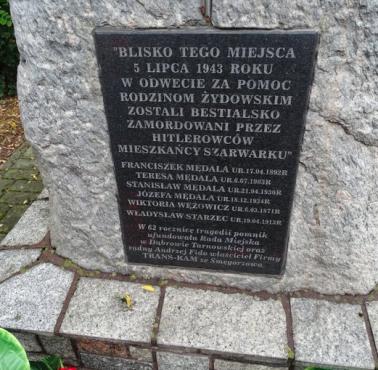 "BLISKO TEGO MIEJSCA
5 LIPCA 1943 ROKU
W ODWECIE ZA POMOC
RODZINOM ŻYDOWSKIM
ZOSTALI BESTIALSKO
ZAMORDOWANI PRZEZ
HITLEROWCÓW
MIESZKAŃCY SZARWARKU"
FRANCISZEK MĘDALA UR.17.04.1892R
TERESA MĘDALA UR.6.07.1903R
STANISŁAW MĘDALA UR.21.04.1930R
JÓZEFA MĘDALA UR.18.12.1924R
WIKTORIA WĘŻOWICZ UR.6.03.1871R
WŁADYSŁAW STARZEC UR.19.04.1913R
W 62 rocznicę tragedii pomnik
ufundowała Rada Miejska
w Dąbrowie Tarnowskiej oraz
radny Andrzej Fido właściciel Firmy
TRANS-KAM ze Smęgorzowa.